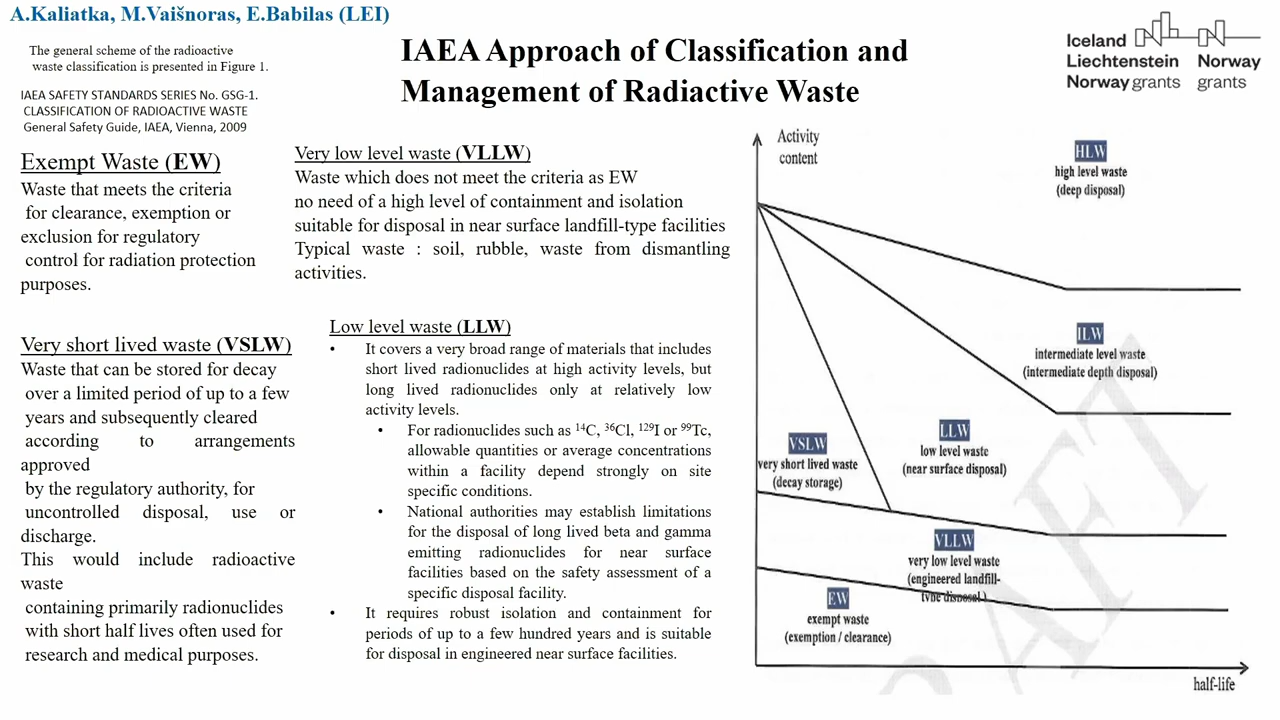 A.Kaliatka, M.Vaišnoras, E.Babilas (LEI)
The general scheme of the radioactive
waste classification is presented in Figure 1.
IAEA SAFETY STANDARDS SERIES No. GSG-1.
CLASSIFICATION OF RADIOACTIVE WASTE
General Safety Guide, IAEA, Vienna, 2009
IAEA Approach of Classification and
Management of Radiactive Waste
Iceland
Liechtenstein
Norway grants
Norway
grants
Exempt Waste (EW)
Waste that meets the criteria
for clearance, exemption or
exclusion for regulatory
control for radiation protection
purposes.
Very short lived waste (VSLW)
Waste that can be stored for decay
over a limited period of up to a few
years and subsequently cleared
according to arrangements
approved
by the regulatory authority, for
uncontrolled disposal, use or
discharge.
This would include radioactive
waste
containing primarily radionuclides
with short half lives often used for
research and medical purposes.
Very low level waste (VLLW)
Waste which does not meet the criteria as EW
no need of a high level of containment and isolation
suitable for disposal in near surface landfill-type facilities
Typical waste : soil, rubble, waste from dismantling
activities.
Low level waste (LLW)
• It covers a very broad range of materials that includes
short lived radionuclides at high activity levels, but
long lived radionuclides only at relatively low
activity levels.
• For radionuclides such as ¹⁴C, ³⁶Cl, ¹²⁹I or ⁹⁹Tc,
allowable quantities or average concentrations
within a facility depend strongly on site
specific conditions.
• National authorities may establish limitations
for the disposal of long lived beta and gamma
emitting radionuclides for near surface
facilities based on the safety assessment of a
specific disposal facility.
• It requires robust isolation and containment for
periods of up to a few hundred years and is suitable
for disposal in engineered near surface facilities.
Activity
content
HLW
high level waste
(deep disposal)
ILW
intermediate level waste
(intermediate depth disposal)
LLW
low level waste
(near surface disposal)
VSLW
very short lived waste
(decay storage)
VLLW
very low level waste
(engineered landfill-
type disposal )
EW
exempt waste
(exemption / clearance)
half-life
DRAFT